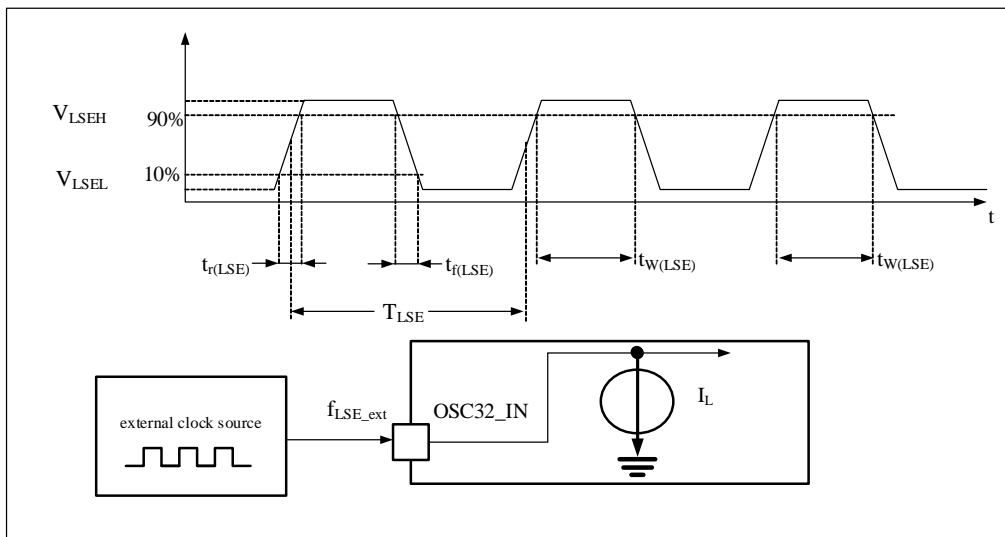 V_LSEH
90%
V_LSEL
10%
t
t_r(LSE)
t_f(LSE)
t_W(LSE)
t_W(LSE)
T_LSE
external clock source
f_LSE_ext
OSC32_IN
I_L